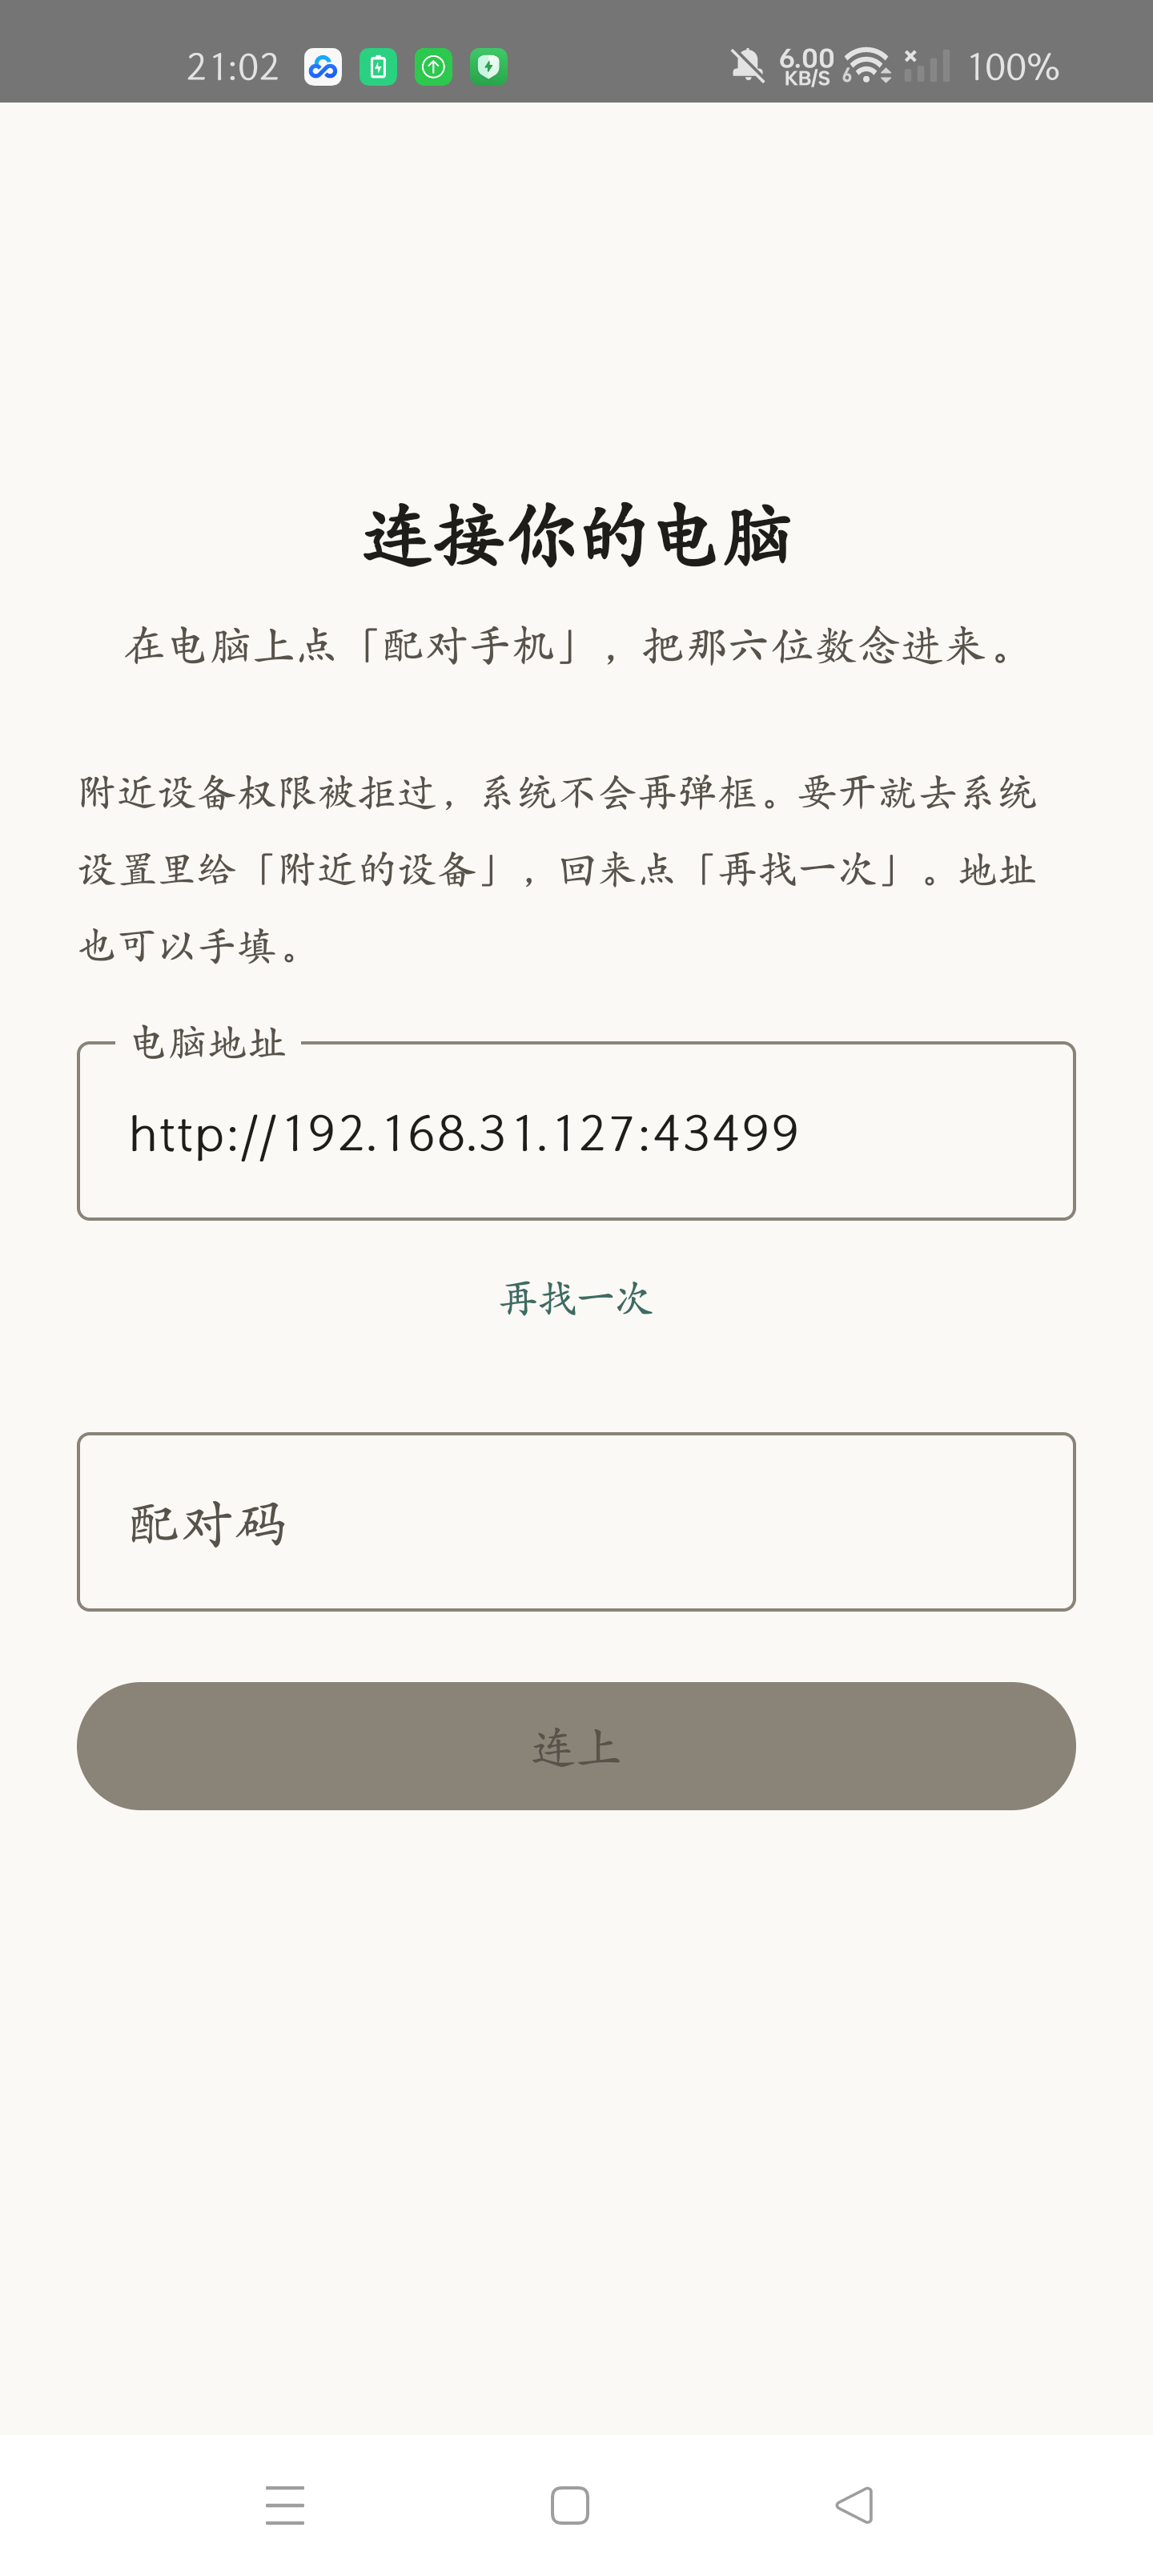 21:02
6.00 KB/S
6
100%
连接你的电脑
在电脑上点「配对手机」，把那六位数念进来。
附近设备权限被拒过，系统不会再弹框。要开就去系统
设置里给「附近的设备」，回来点「再找一次」。地址
也可以手填。
电脑地址
http://192.168.31.127:43499
再找一次
配对码
连上